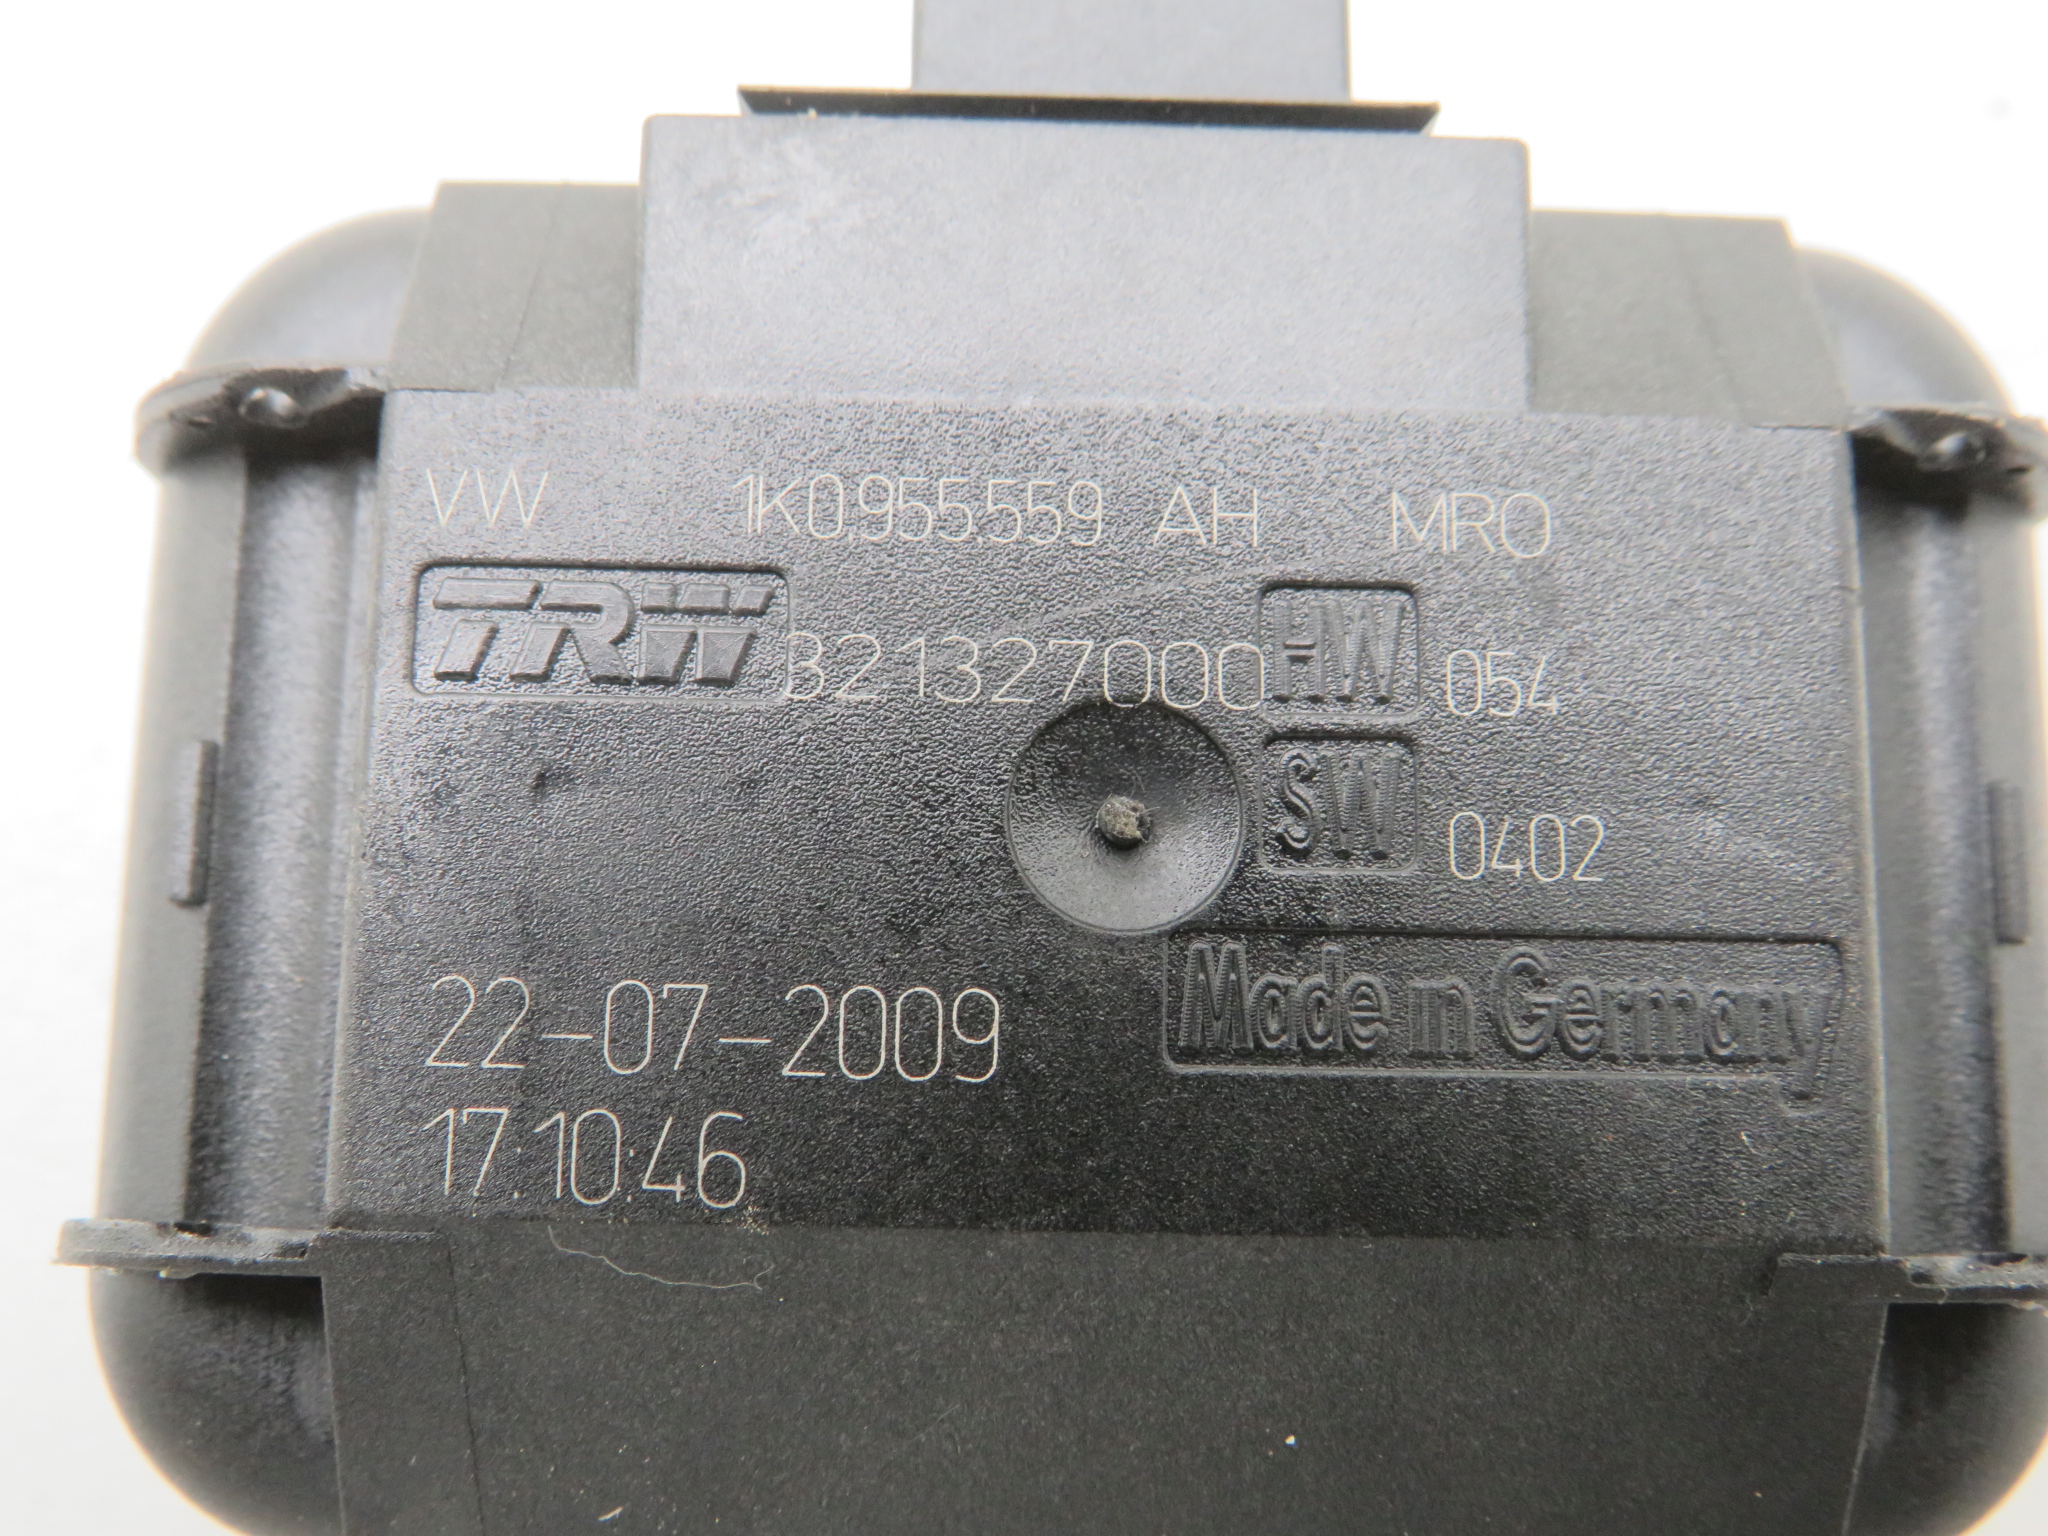 VW 1K0.955.559 AH MRO
TRW 321327000 HW 054
SW 0402
Made in Germany
22-07-2009
17:10:46